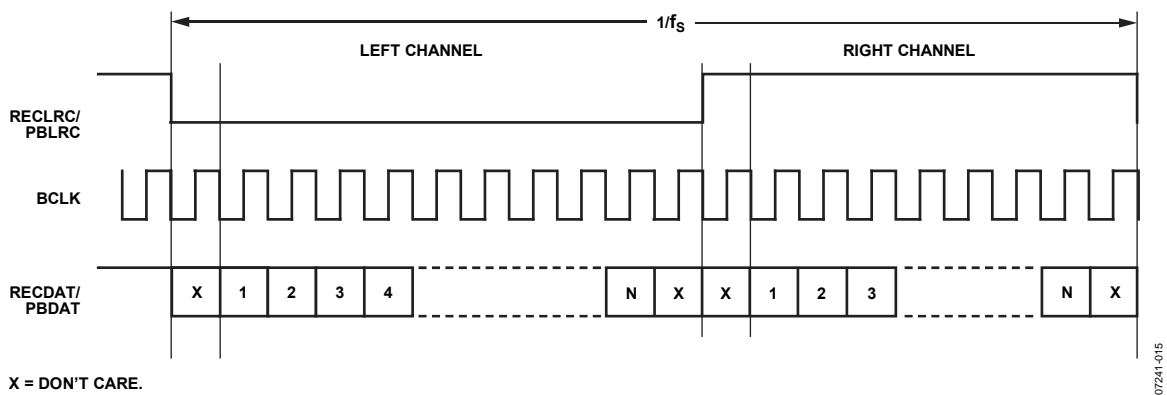 1/fS
LEFT CHANNEL
RIGHT CHANNEL
RECLRC/
PBLRC
BCLK
RECDAT/
PBDAT
X 1 2 3 4 N X X 1 2 3 N X
X = DON'T CARE.
07241-015